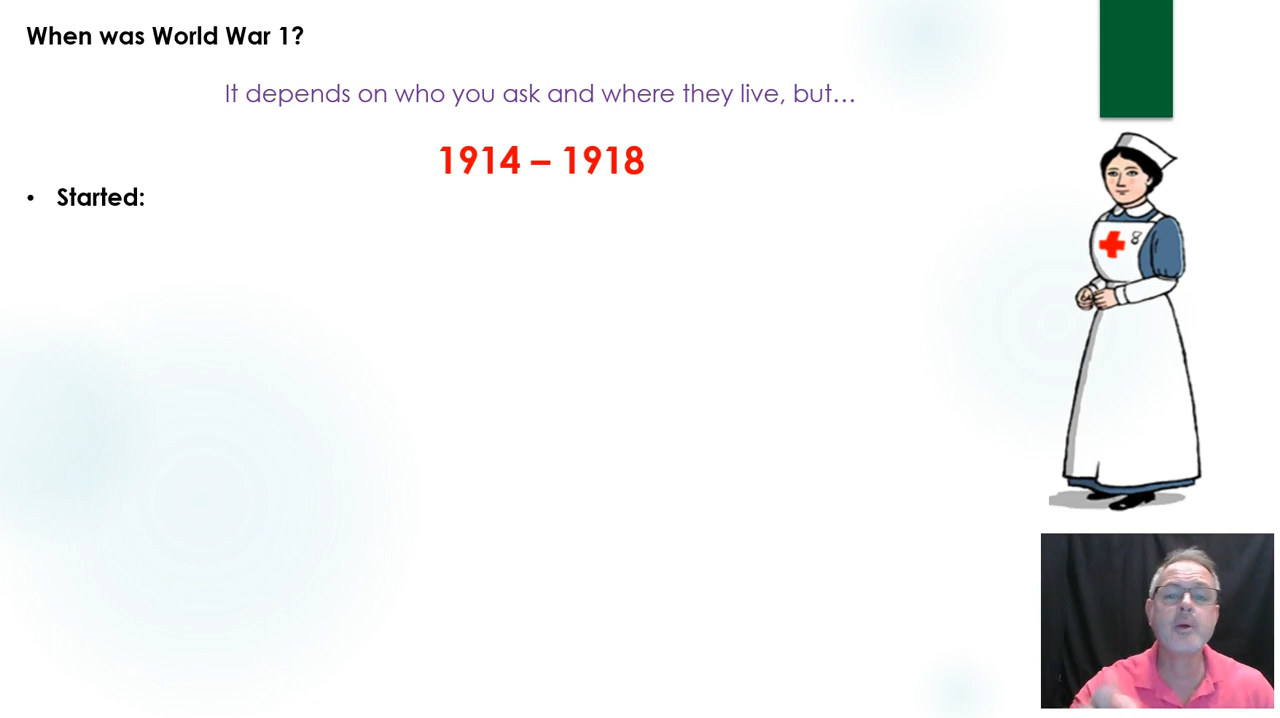 When was World War 1?
It depends on who you ask and where they live, but…
1914 – 1918
• Started: